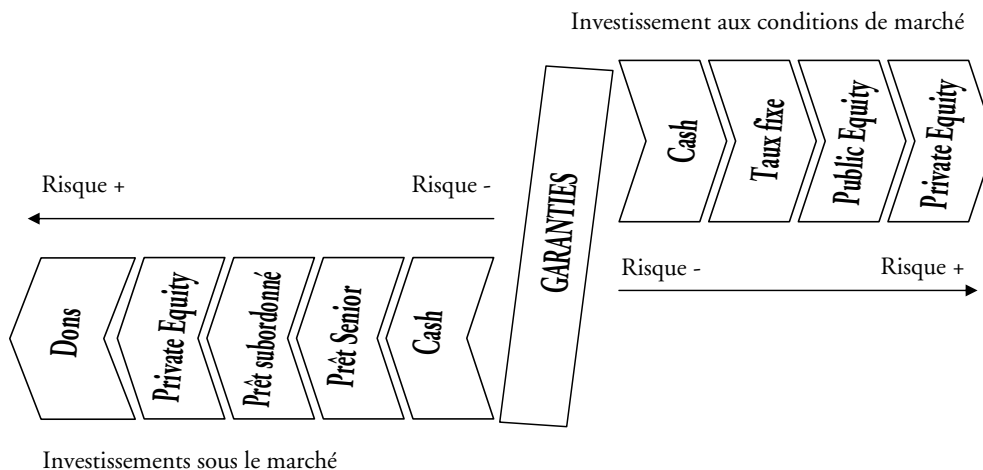 Investissement aux conditions de marché
Cash
Taux fixe
Public Equity
Private Equity
Risque +
Risque -
GARANTIES
Risque -
Risque +
Dons
Private Equity
Prêt subordonné
Prêt Senior
Cash
Investissements sous le marché